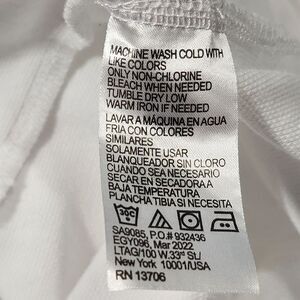 MACHINE WASH COLD WITH
LIKE COLORS
ONLY NON-CHLORINE
BLEACH WHEN NEEDED
TUMBLE DRY LOW
WARM IRON IF NEEDED
LAVAR A MÁQUINA EN AGUA
FRIA CON COLORES
SIMILARES
SOLAMENTE USAR
BLANQUEADOR SIN CLORO
CUANDO SEA NECESARIO
SECAR EN SECADORA A
BAJA TEMPERATURA
PLANCHA TIBIA SI NECESITA
30C
SA9085, P.O.# 932436
EGY096, Mar 2022
LTAG/100 W.33rd St./
New York 10001/USA
RN 13706